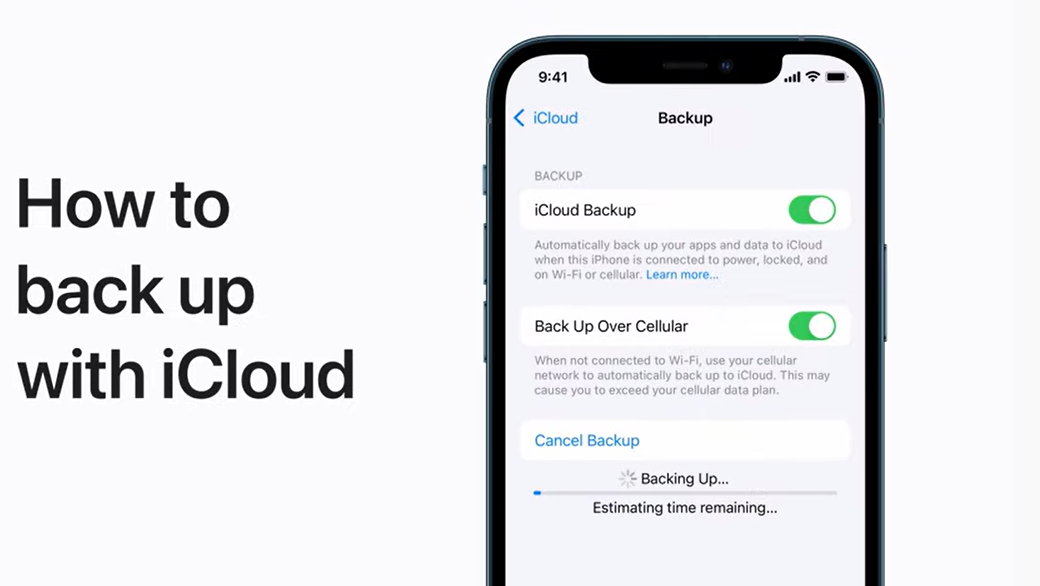 How to
back up
with iCloud
9:41
iCloud
Backup
BACKUP
iCloud Backup
Automatically back up your apps and data to iCloud
when this iPhone is connected to power, locked, and
on Wi-Fi or cellular. Learn more...
Back Up Over Cellular
When not connected to Wi-Fi, use your cellular
network to automatically back up to iCloud. This may
cause you to exceed your cellular data plan.
Cancel Backup
Backing Up...
Estimating time remaining...